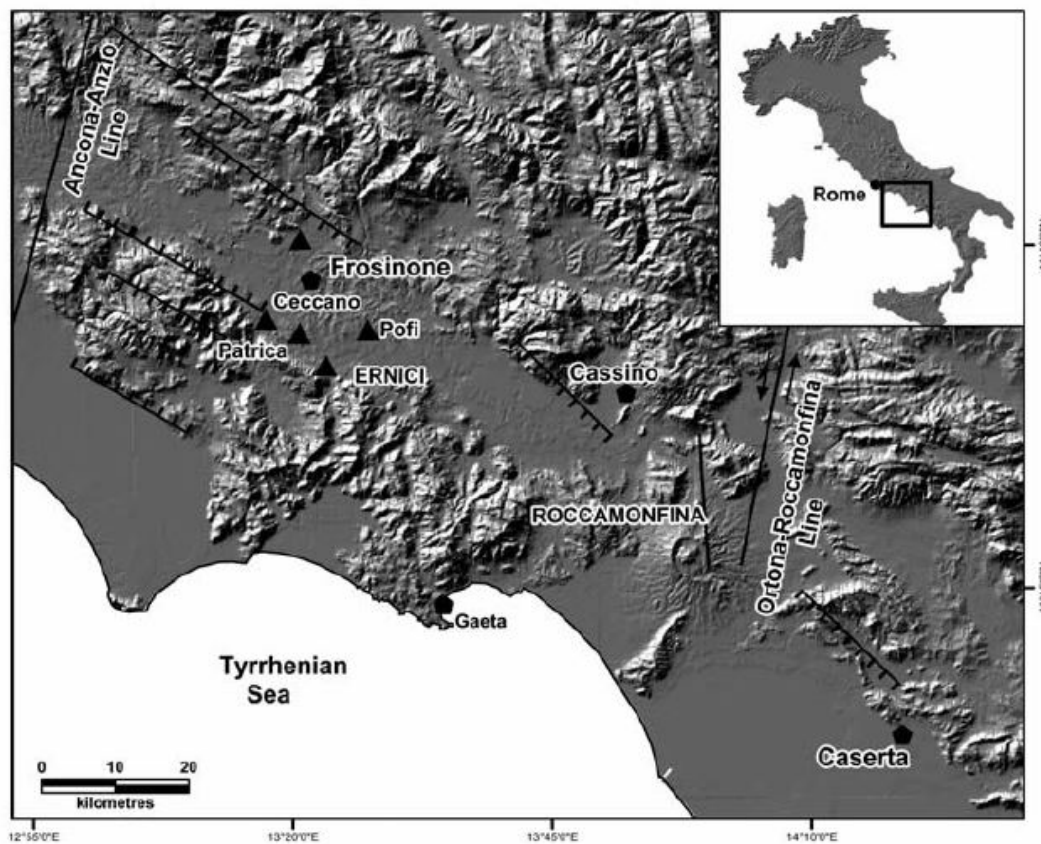 Ancona-Anzio
Line
Rome
Frosinone
Ceccano
Patrica
Pofi
ERNICI
Cassino
ROCCAMONFINA
Ortona-Roccamonfina
Line
Gaeta
Tyrrhenian
Sea
Caserta
0 10 20
kilometres
12°55'0"E 13°20'0"E 13°45'0"E 14°10'0"E